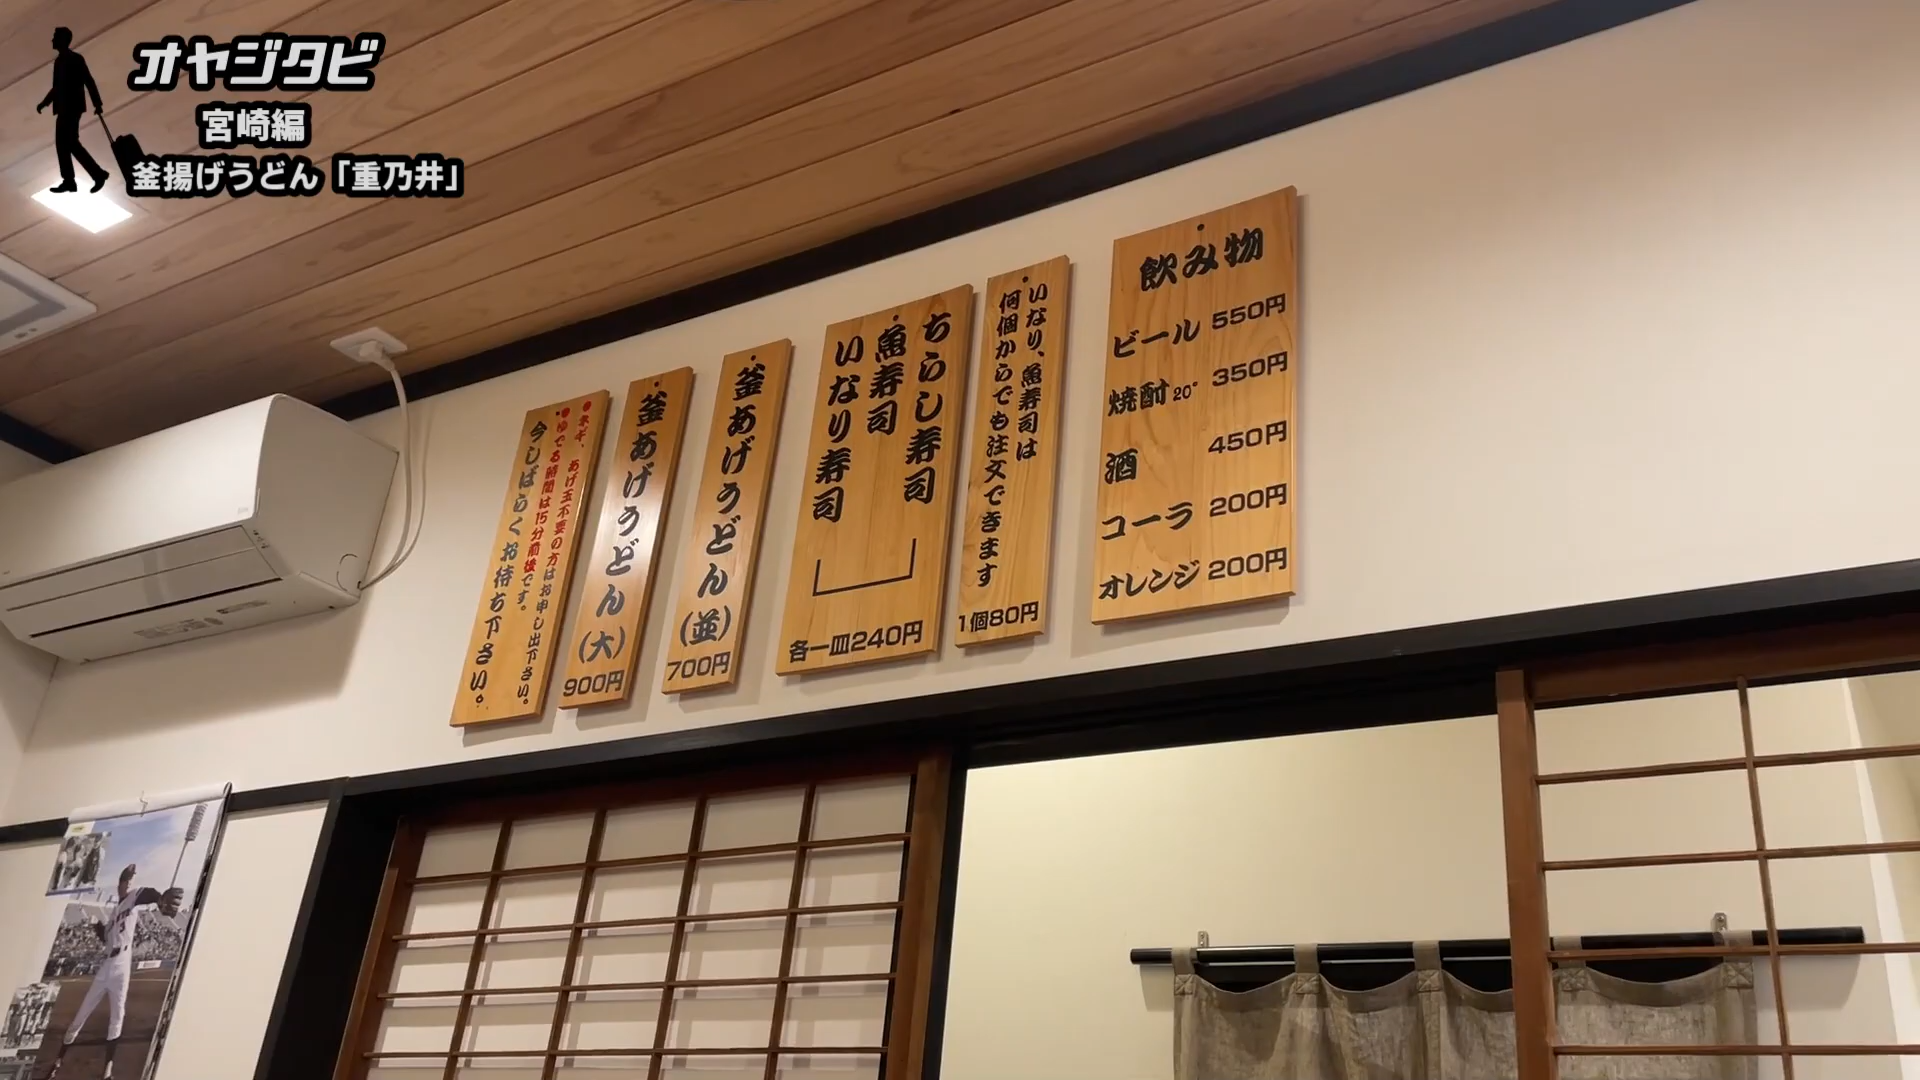 オヤジタビ
宮崎編
釜揚げうどん「重乃井」
飲み物
ビール 550円
焼酎20° 350円
酒 450円
コーラ 200円
オレンジ 200円
いなり、魚寿司は
何個からでも注文できます
1個80円
ちらし寿司
魚寿司
いなり寿司
各一皿240円
釜あげうどん(並)
700円
釜あげうどん(大)
900円
●ネギ、あげ玉不要の方はお申し出下さい。
●ゆでる時間は15分前後です。
今しばらくお待ち下さい。